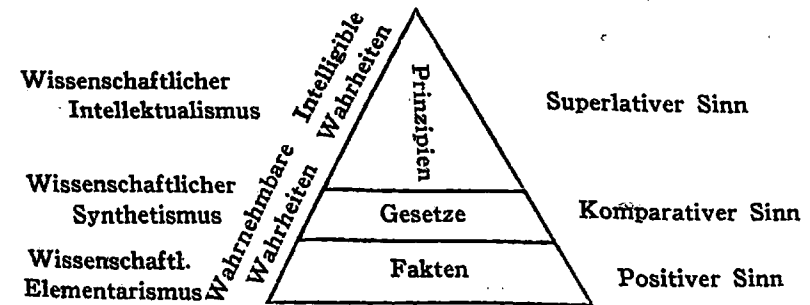 Wissenschaftlicher
Intellektualismus
Intelligible
Wahrheiten
Prinzipien
Superlativer Sinn
Wissenschaftlicher
Synthetismus
Wahrnehmbare
Wahrheiten
Gesetze
Komparativer Sinn
Wissenschaftl.
Elementarismus
Fakten
Positiver Sinn